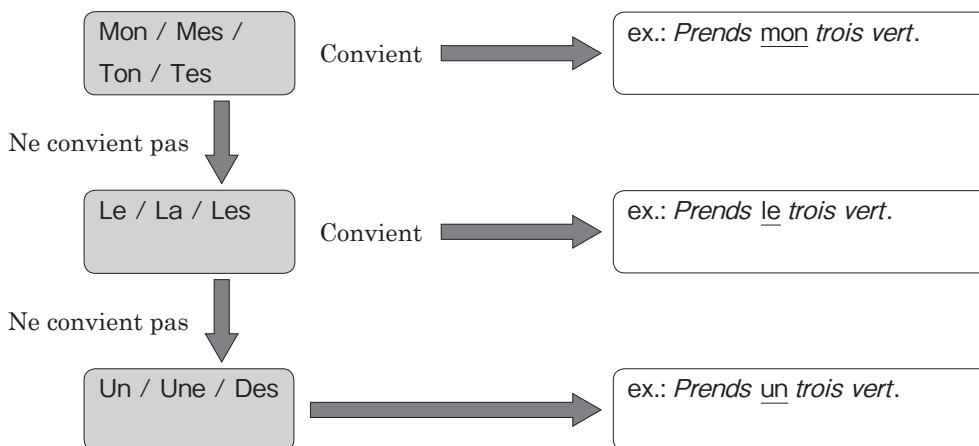 Mon / Mes /
Ton / Tes
Convient
ex.: Prends mon trois vert.
Ne convient pas
Le / La / Les
Convient
ex.: Prends le trois vert.
Ne convient pas
Un / Une / Des
ex.: Prends un trois vert.